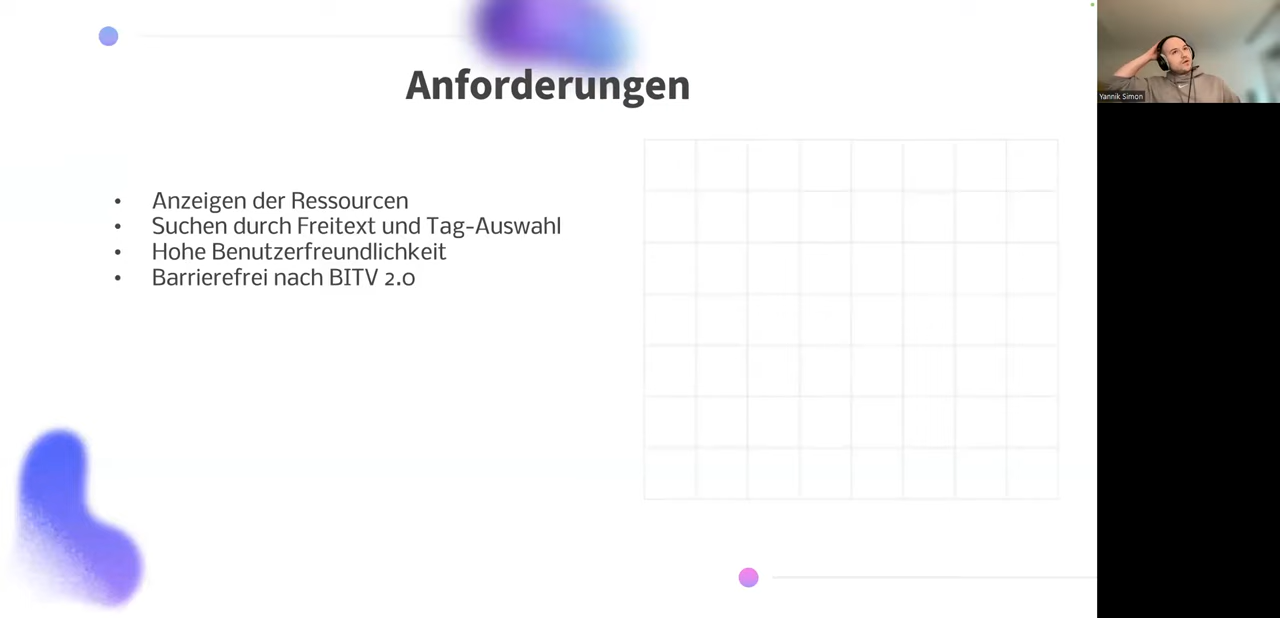 Anforderungen
• Anzeigen der Ressourcen
• Suchen durch Freitext und Tag-Auswahl
• Hohe Benutzerfreundlichkeit
• Barrierefrei nach BITV 2.0
Yannik Simon